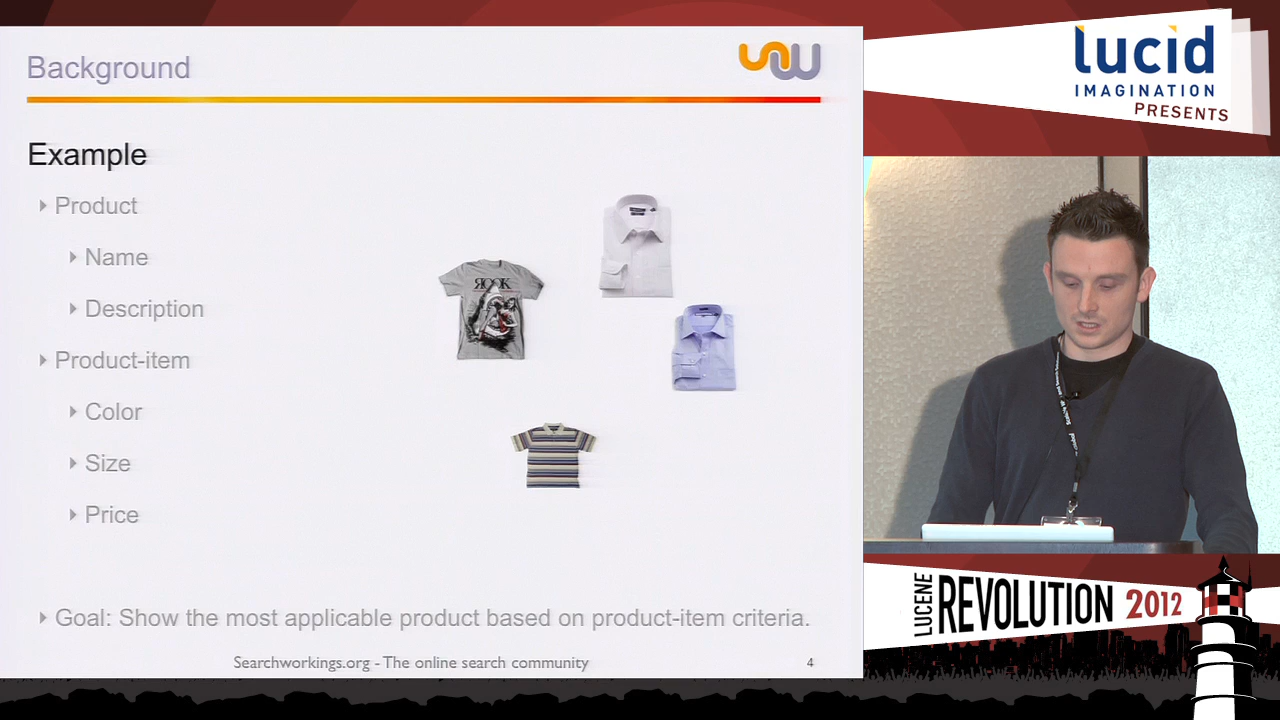 Background
Example
Product
Name
Description
Product-item
Color
Size
Price
Goal: Show the most applicable product based on product-item criteria.
Searchworkings.org - The online search community
4
lucid
IMAGINATION
PRESENTS
LUCENE
REVOLUTION 2012